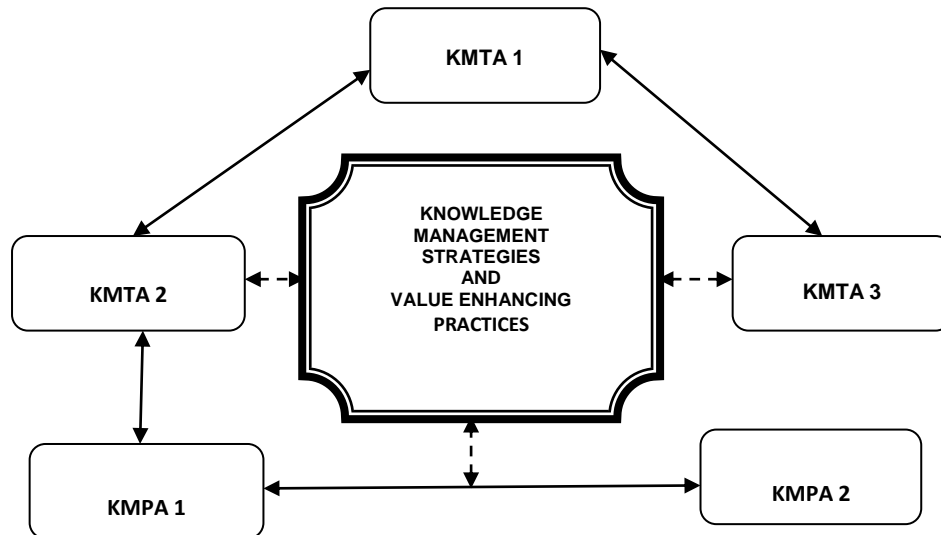 KMTA 1
KNOWLEDGE
MANAGEMENT
STRATEGIES
AND
VALUE ENHANCING
PRACTICES
KMTA 2
KMTA 3
KMPA 1
KMPA 2